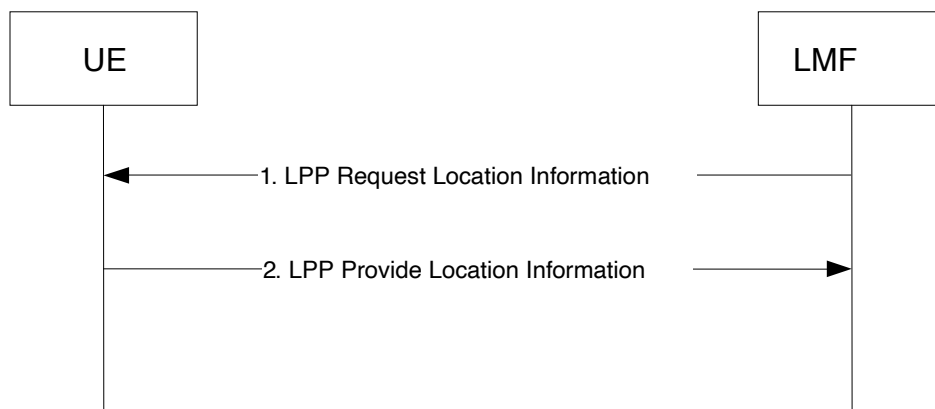 UE
LMF
1. LPP Request Location Information
2. LPP Provide Location Information